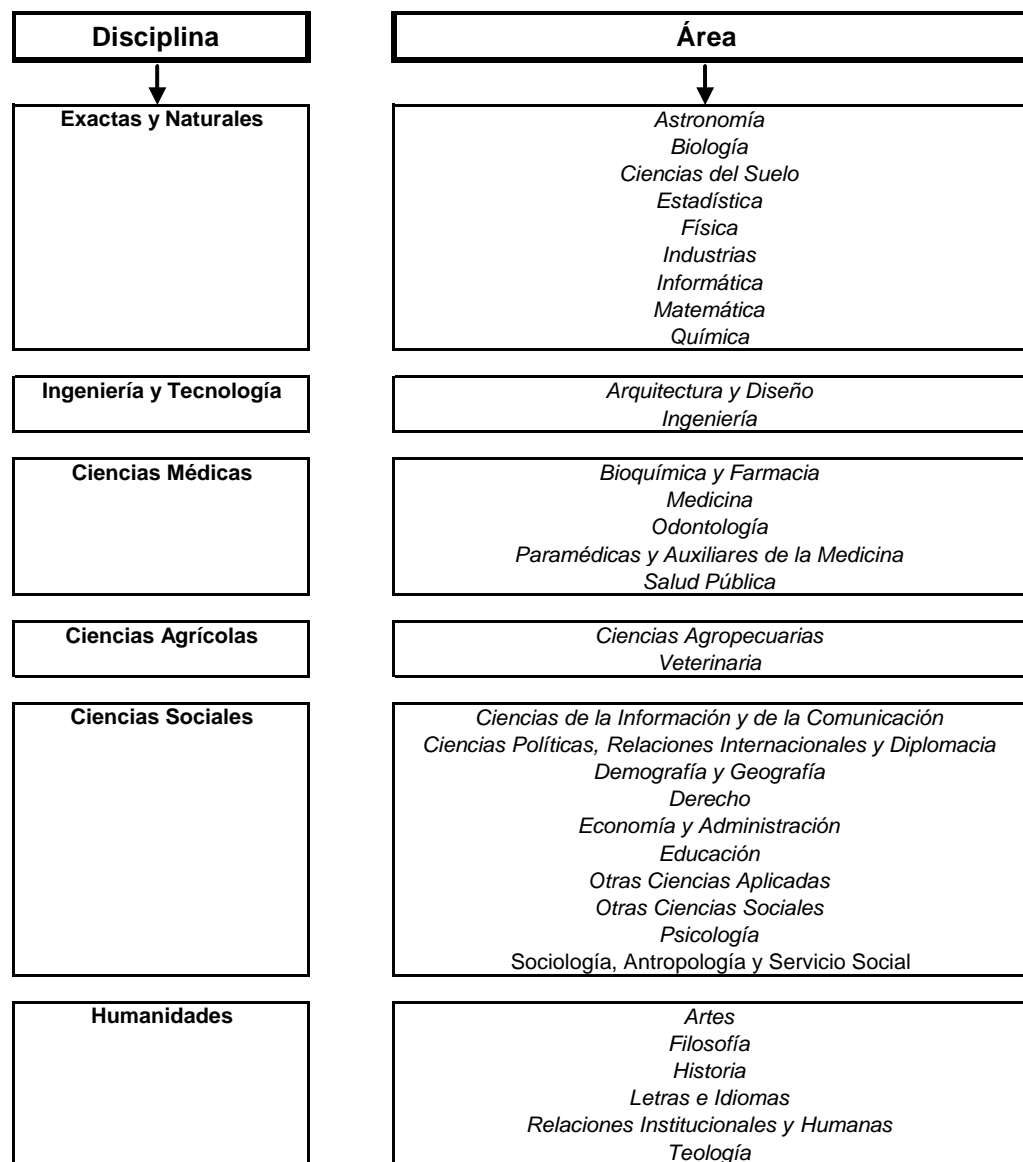 Disciplina
Área
Exactas y Naturales
Astronomía
Biología
Ciencias del Suelo
Estadística
Física
Industrias
Informática
Matemática
Química
Ingeniería y Tecnología
Arquitectura y Diseño
Ingeniería
Ciencias Médicas
Bioquímica y Farmacia
Medicina
Odontología
Paramédicas y Auxiliares de la Medicina
Salud Pública
Ciencias Agrícolas
Ciencias Agropecuarias
Veterinaria
Ciencias Sociales
Ciencias de la Información y de la Comunicación
Ciencias Políticas, Relaciones Internacionales y Diplomacia
Demografía y Geografía
Derecho
Economía y Administración
Educación
Otras Ciencias Aplicadas
Otras Ciencias Sociales
Psicología
Sociología, Antropología y Servicio Social
Humanidades
Artes
Filosofía
Historia
Letras e Idiomas
Relaciones Institucionales y Humanas
Teología